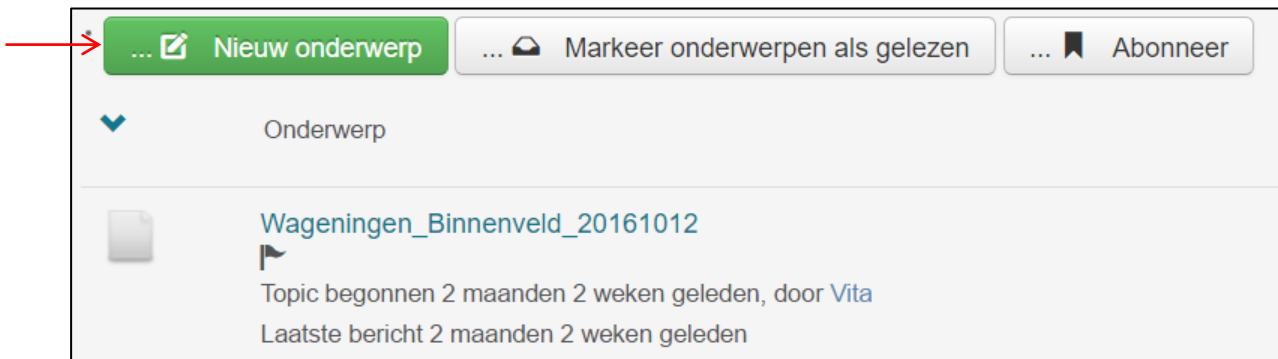 ... Nieuw onderwerp ... Markeer onderwerpen als gelezen ... Abonneer
Onderwerp
Wageningen_Binnenveld_20161012
Topic begonnen 2 maanden 2 weken geleden, door Vita
Laatste bericht 2 maanden 2 weken geleden